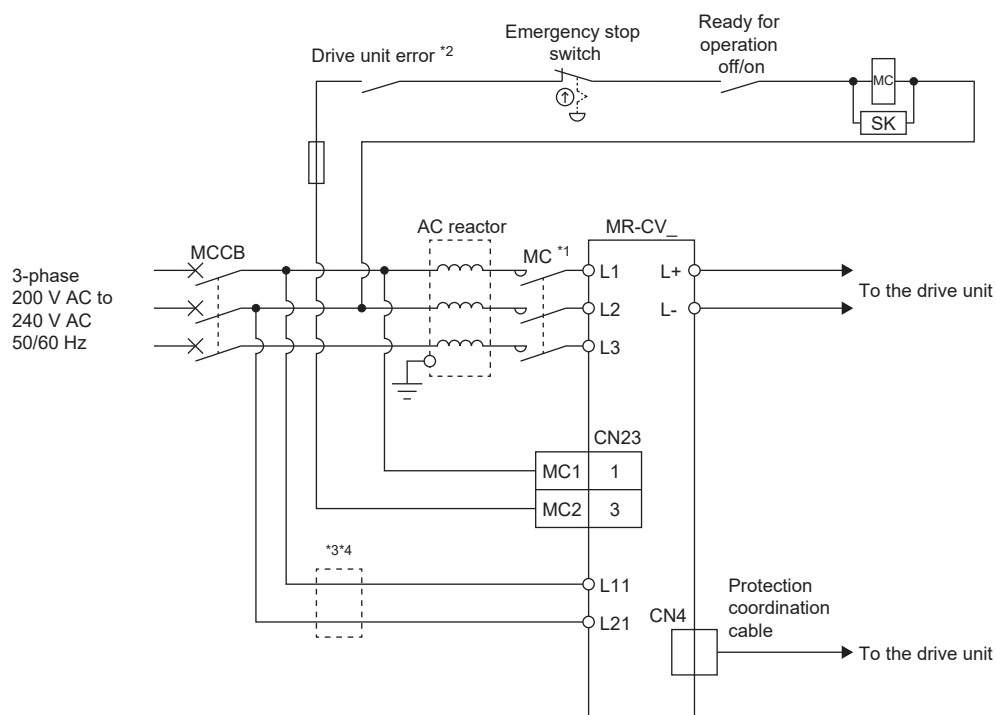 Drive unit error *2
Emergency stop
switch
Ready for
operation
off/on
MC
SK
AC reactor
MR-CV_
MCCB
MC *1
3-phase
200 V AC to
240 V AC
50/60 Hz
L1
L+
L2
L-
L3
To the drive unit
CN23
MC1
1
MC2
3
*3*4
L11
L21
CN4
Protection
coordination
cable
To the drive unit